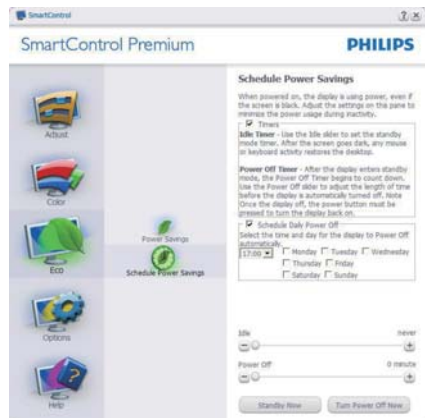 SmartControl
SmartControl Premium
PHILIPS
Adjust
Color
Eco
Options
Help
Power Savings
Schedule Power Savings
Schedule Power Savings
When powered on, the display is using power, even if
the screen is black. Adjust the settings on this pane to
minimize the power usage during inactivity.
Timers
Idle Timer - Use the Idle slider to set the standby
mode timer. After the screen goes dark, any mouse
or keyboard activity restores the desktop.
Power Off Timer - After the display enters standby
mode, the Power Off Timer begins to count down.
Use the Power Off slider to adjust the length of time
before the display is automatically turned off. Note
Once the display off, the power button must be
pressed to turn the display back on.
Schedule Daily Power Off
Select the time and day for the display to Power Off
automatically.
17:00 Monday Tuesday Wednesday
Thursday Friday
Saturday Sunday
Idle never
Power Off 0 minute
Standby Now Turn Power Off Now